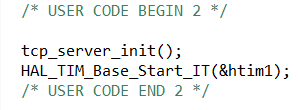 /* USER CODE BEGIN 2 */
tcp_server_init();
HAL_TIM_Base_Start_IT(&htim1);
/* USER CODE END 2 */